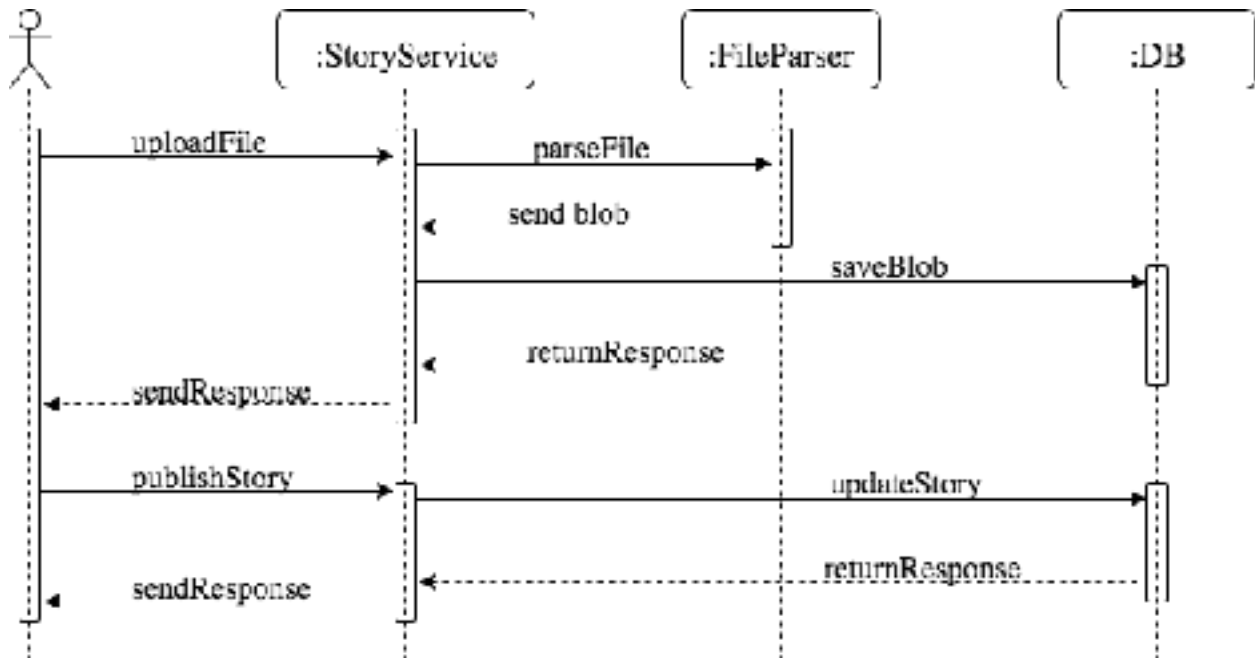 :StoryService
:FileParser
:DB
uploadFile
parseFile
send blob
saveBlob
returnResponse
sendResponse
publishStory
updateStory
returnResponse
sendResponse